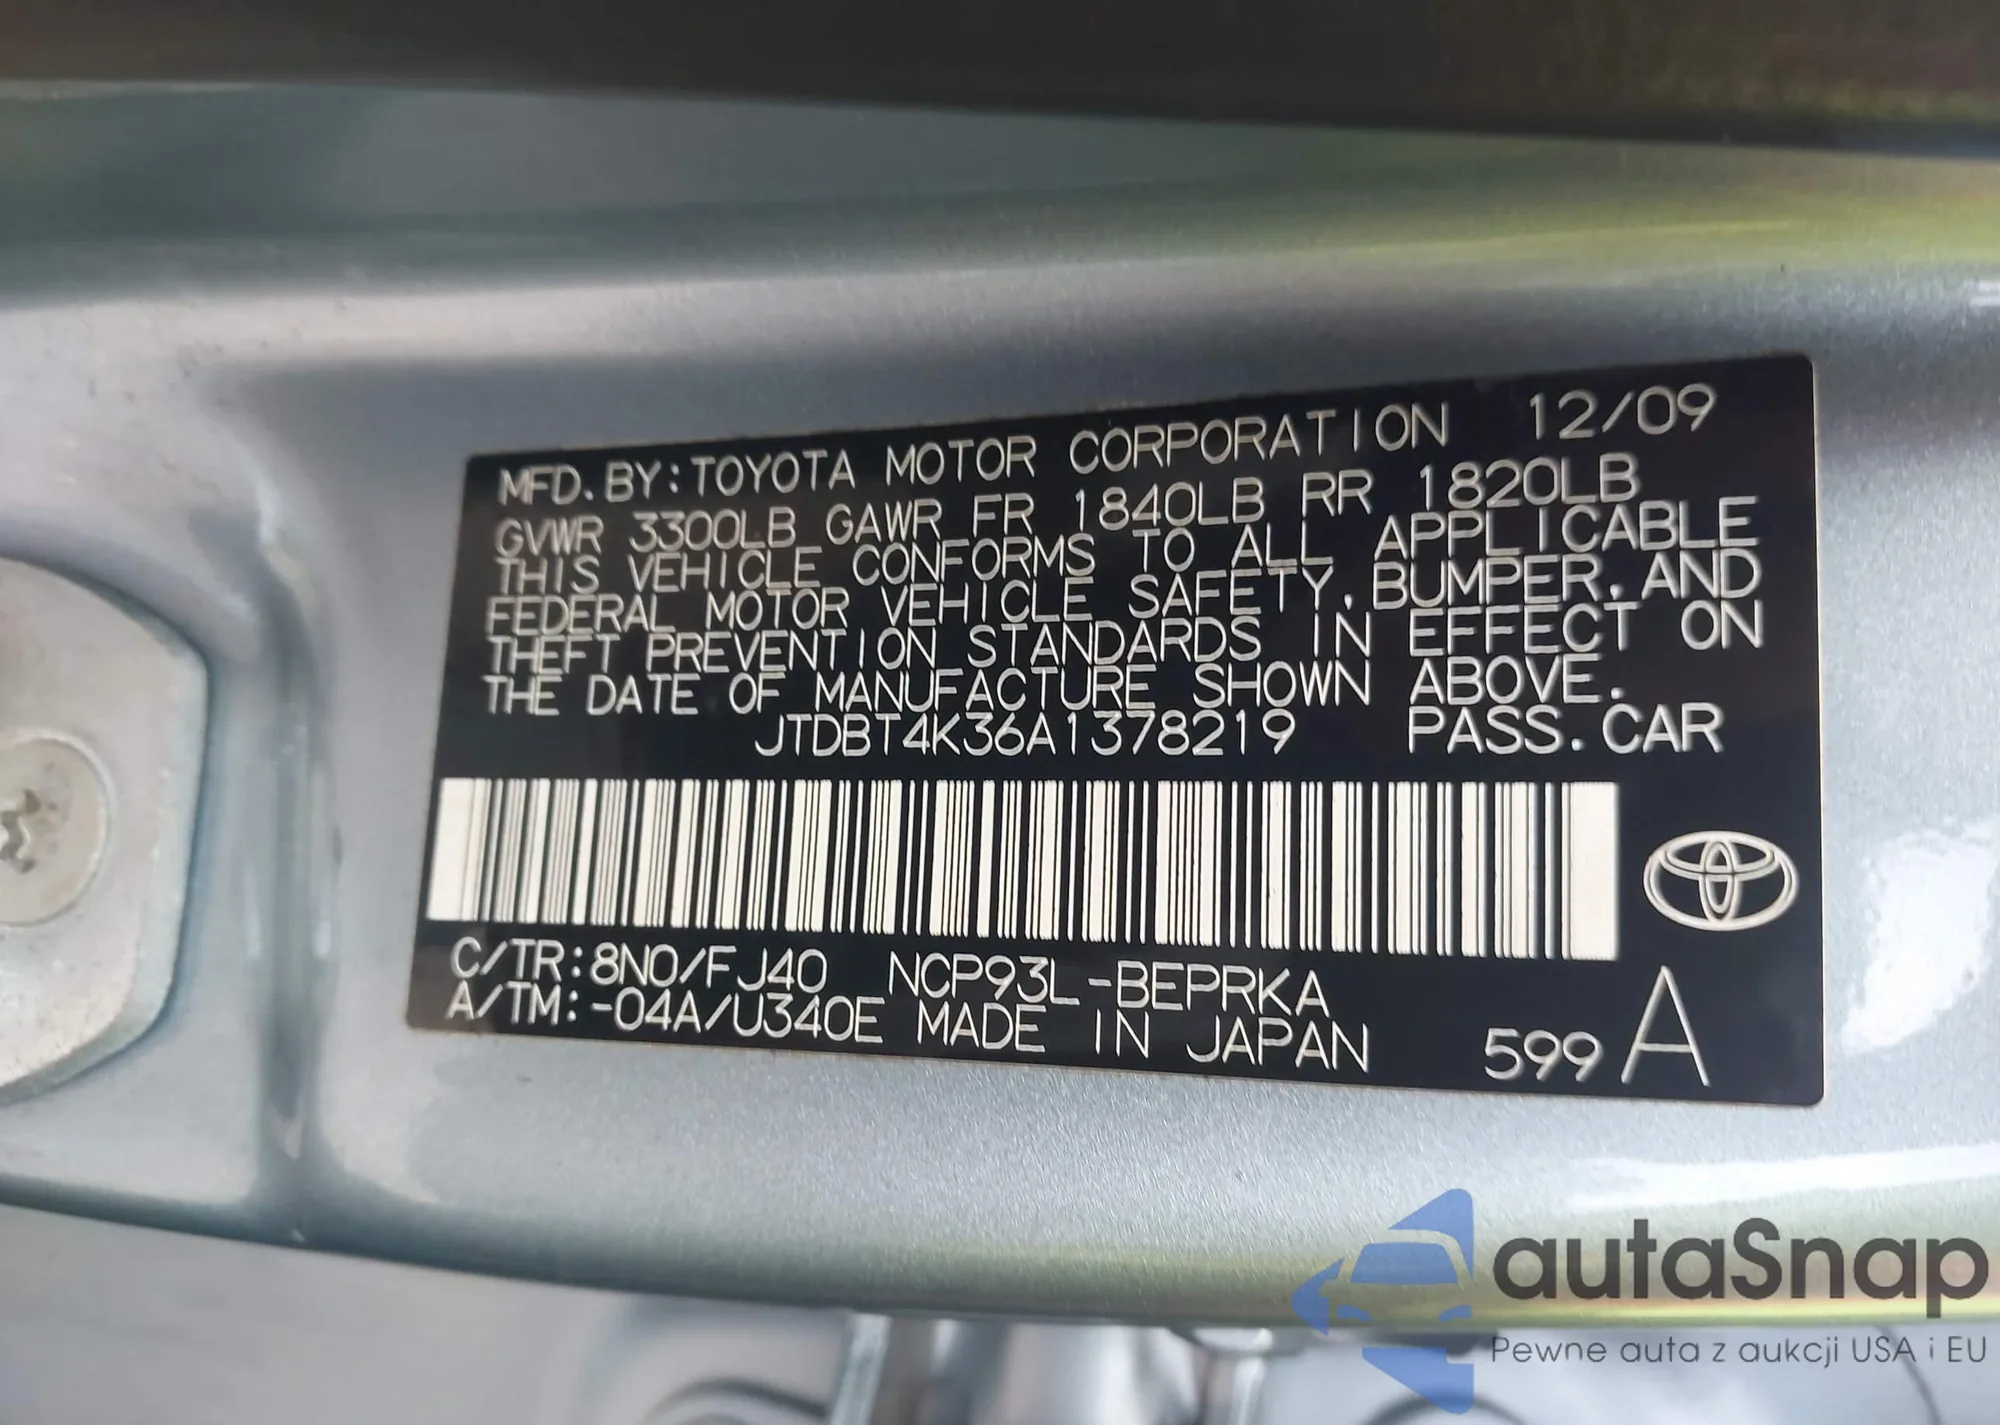 MFD. BY: TOYOTA MOTOR CORPORATION 12/09
GVWR 3300LB GAWR FR 1840LB RR 1820LB
THIS VEHICLE CONFORMS TO ALL APPLICABLE
FEDERAL MOTOR VEHICLE SAFETY, BUMPER, AND
THEFT PREVENTION STANDARDS IN EFFECT ON
THE DATE OF MANUFACTURE SHOWN ABOVE.
JTDBT4K36A1378219 PASS. CAR
C/TR: 8N0/FJ40 NCP93L-BEPRKA
A/TM: -04A/U340E MADE IN JAPAN 599 A
autaSnap
Pewne auta z aukcji USA i EU